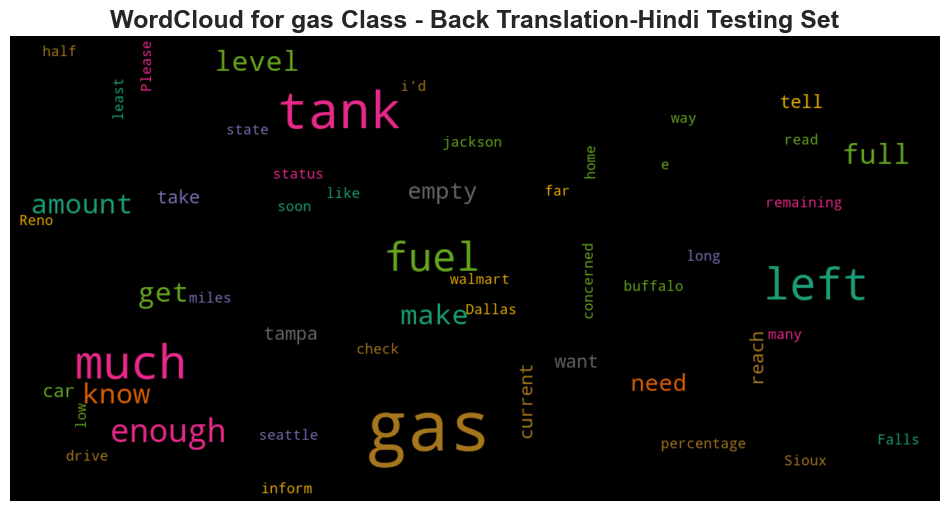 WordCloud for gas Class - Back Translation-Hindi Testing Set
half
Please
least
level
tank
i'd
state
jackson
status
like
soon
empty
far
home
way
e
tell
read
full
remaining
amount
take
Reno
get
miles
fuel
walmart
Dallas
make
concerned
buffalo
long
left
many
tampa
check
want
reach
much
know
car
low
need
enough
drive
seattle
gas
current
percentage
Falls
Sioux
inform